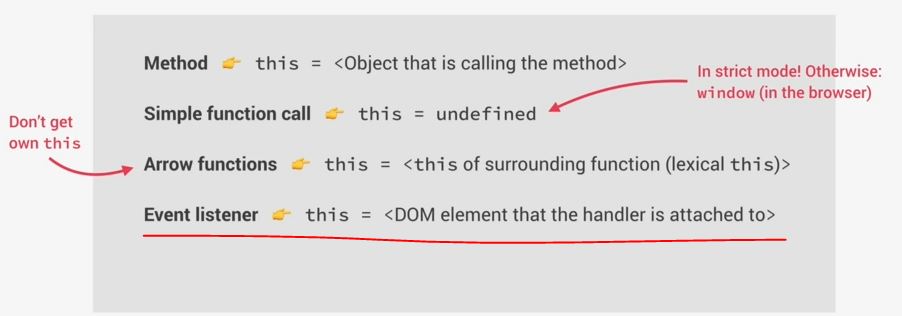 Method 👉 this = <Object that is calling the method>
In strict mode! Otherwise:
window (in the browser)
Simple function call 👉 this = undefined
Don't get
own this
Arrow functions 👉 this = <this of surrounding function (lexical this)>
Event listener 👉 this = <DOM element that the handler is attached to>